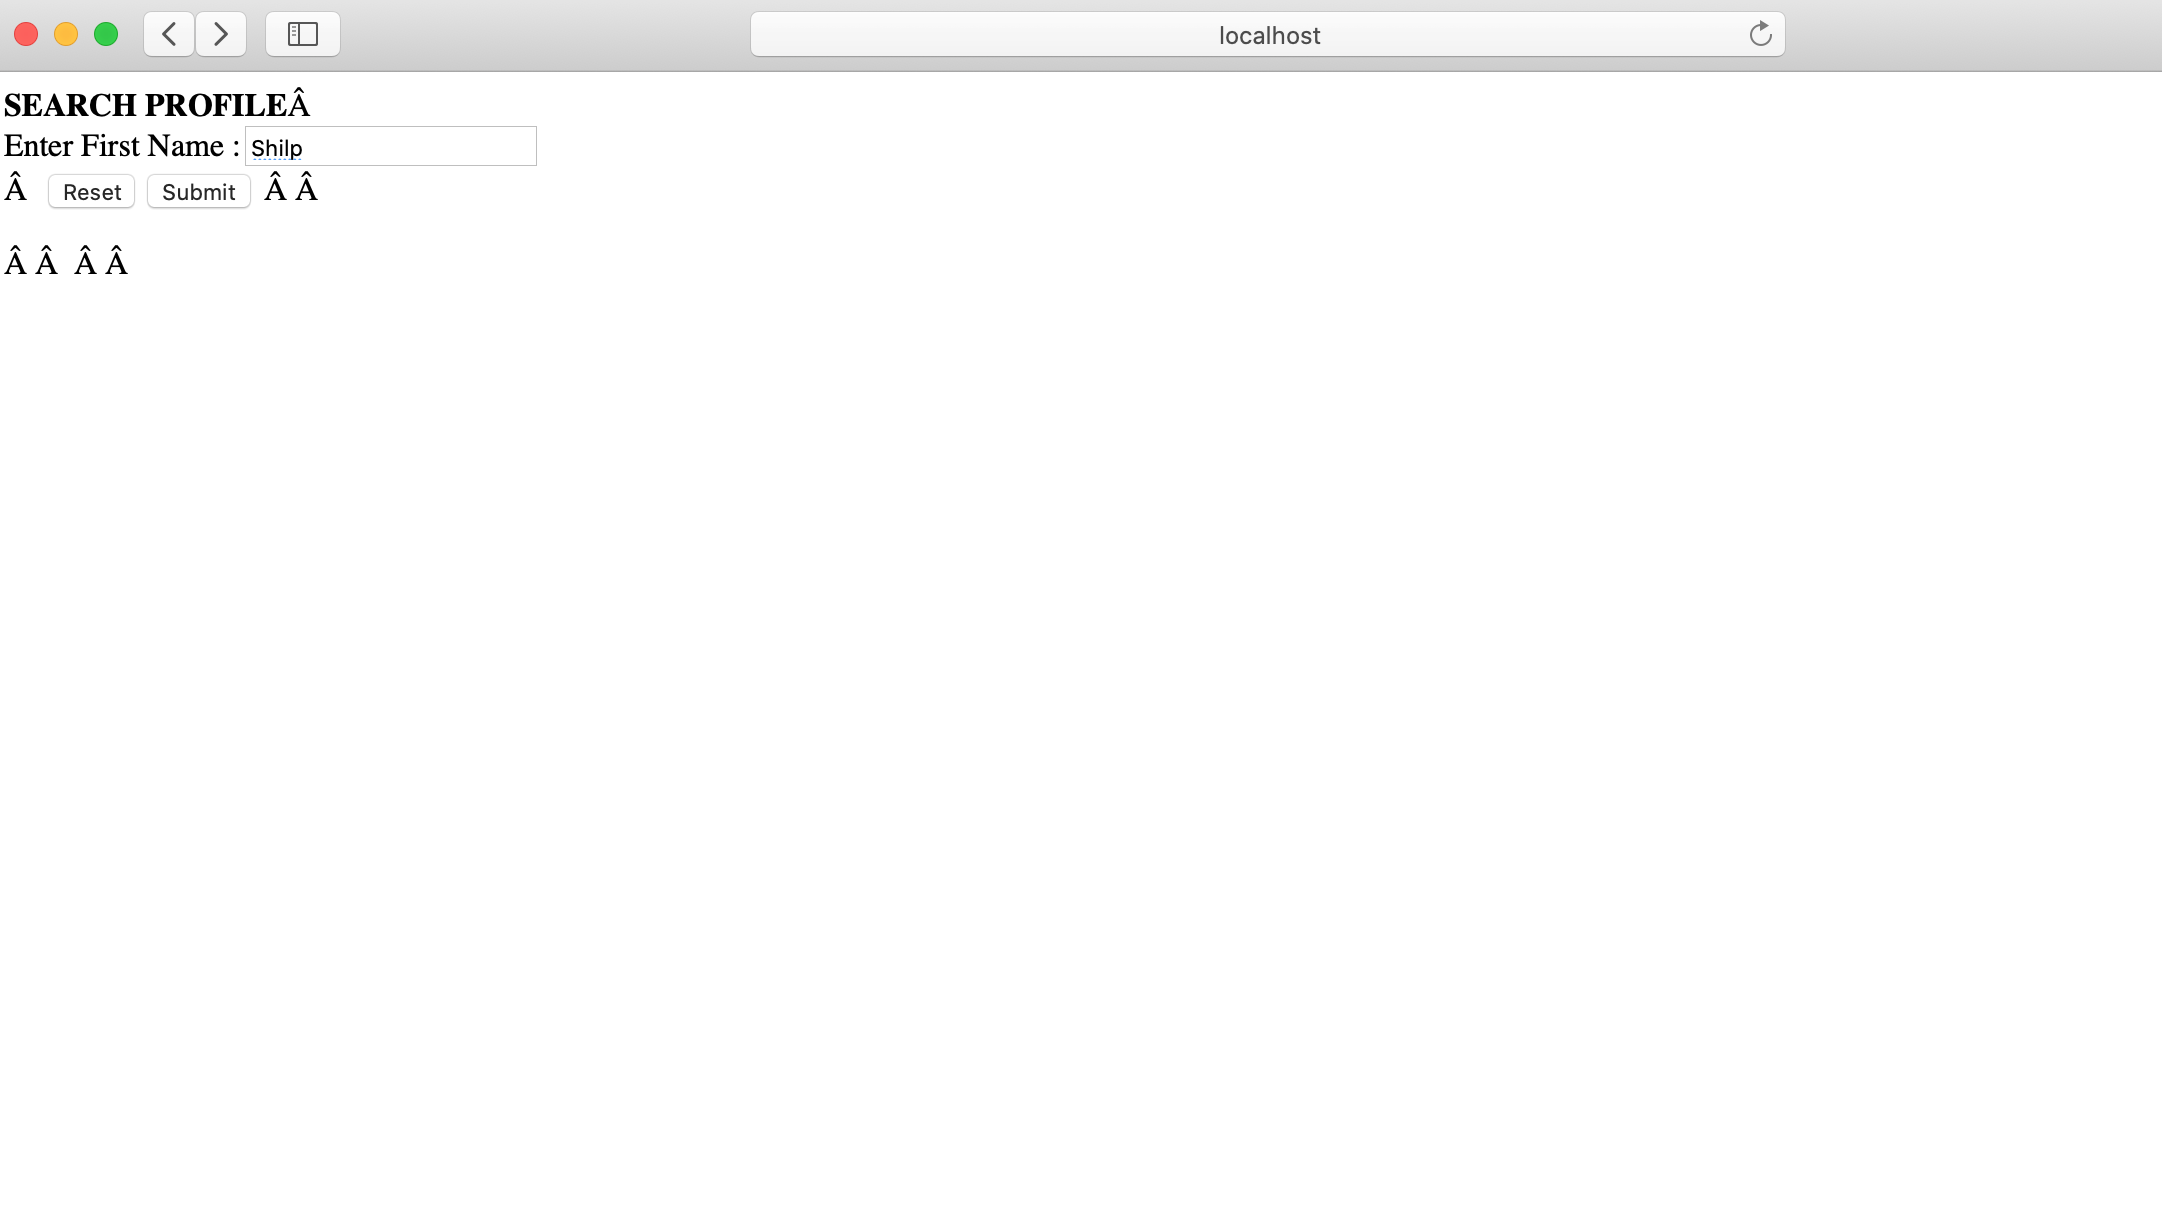 localhost
SEARCH PROFILEÂ
Enter First Name : Shilp
Â Reset Submit Â Â
Â Â Â Â